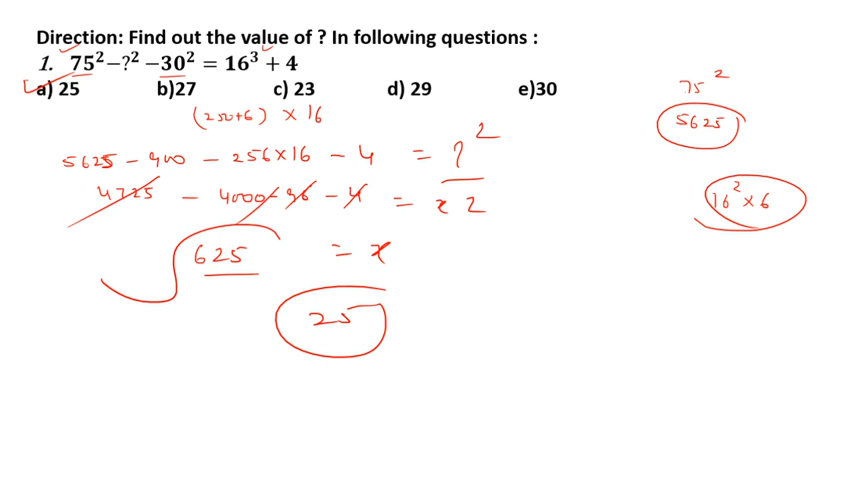 Direction: Find out the value of ? In following questions :
1. 75² −?² −30² = 16³ + 4
a) 25 b)27 c) 23 d) 29 e)30
75²
(250+6) × 16
5625
5625 − 900 − 256×16 − 4 = ?²
4725 − 4000 − 96 − 4 = x2
16² × 6
√625 = x
25